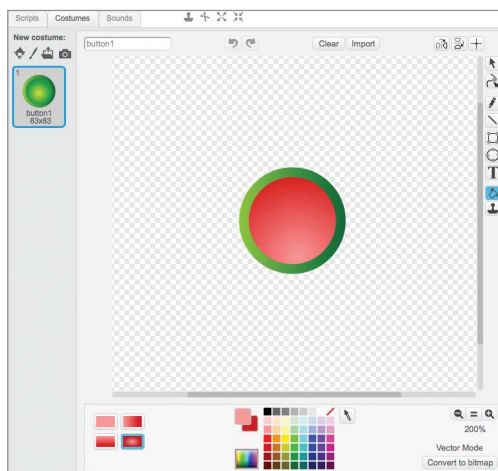 Scripts Costumes Sounds
New costume:
button1
Clear Import
1
button1
83x83
T
200%
Vector Mode
Convert to bitmap